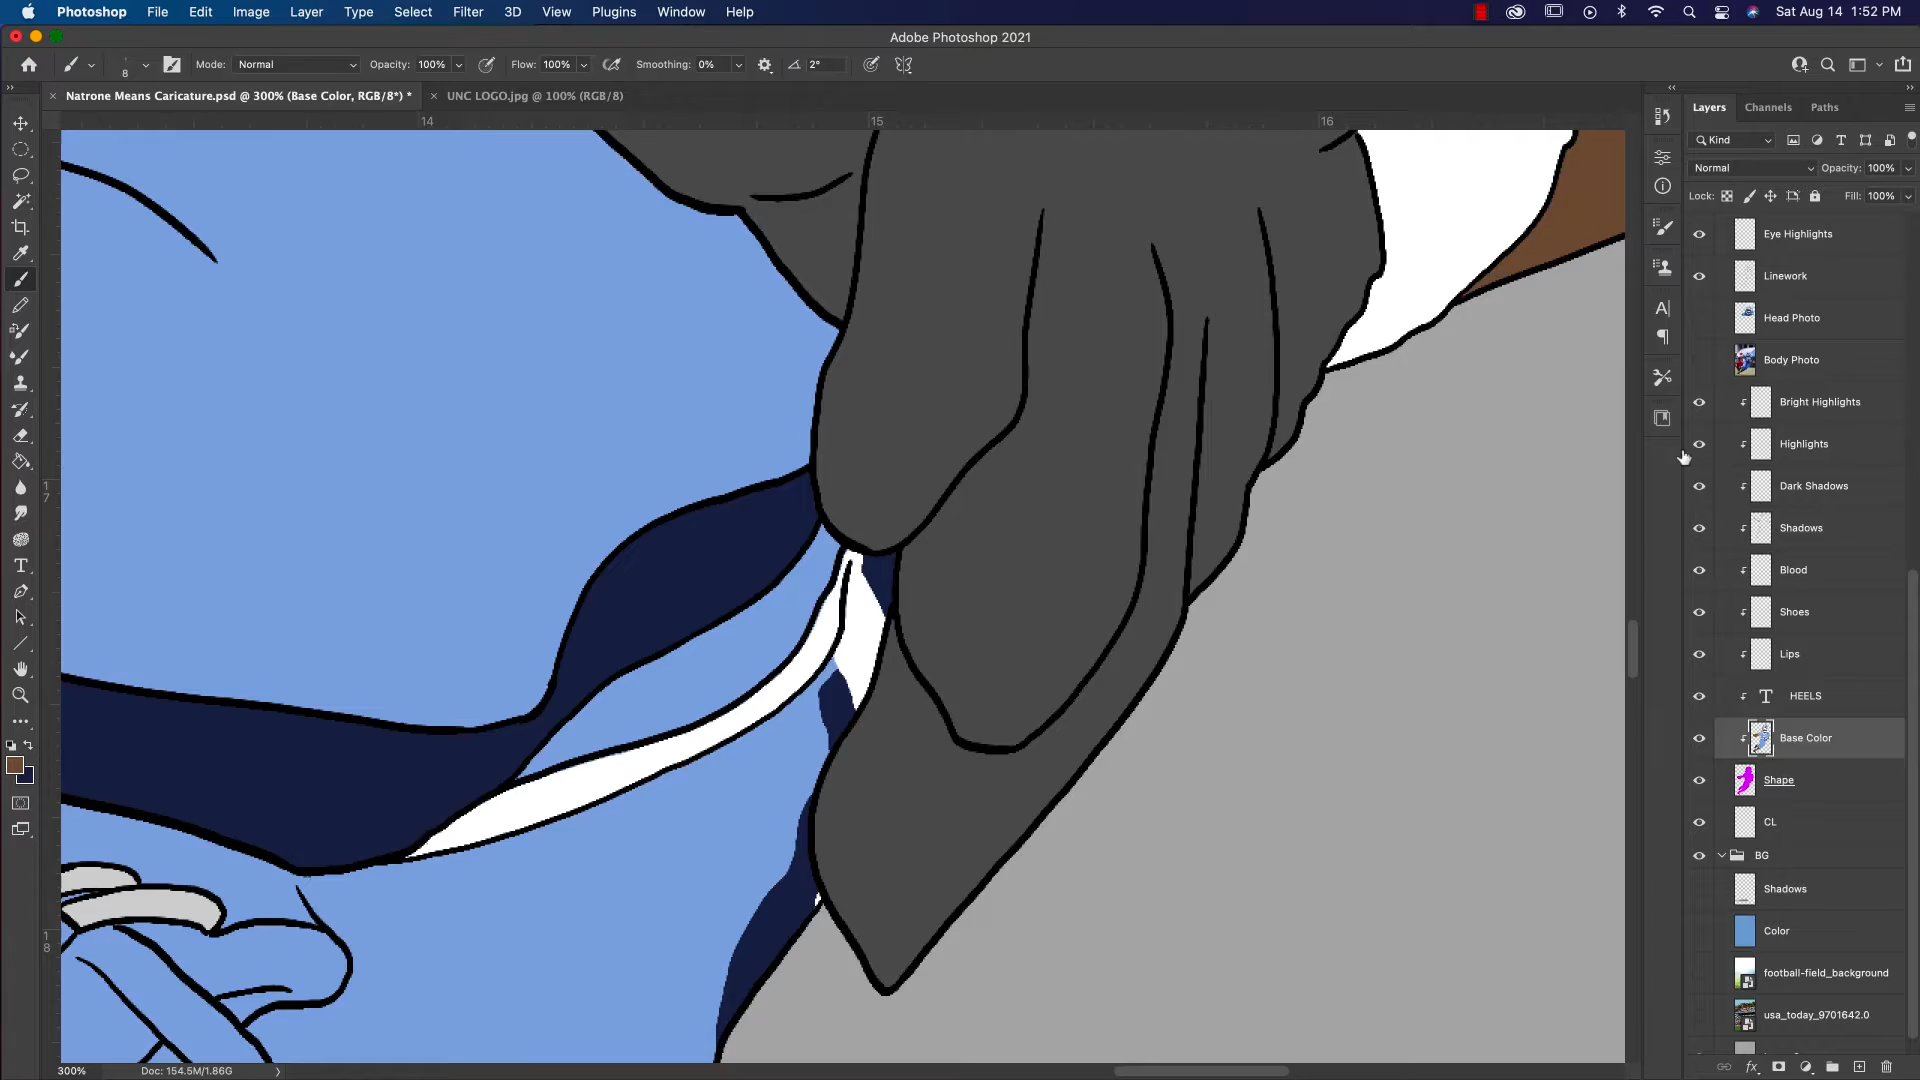 Photoshop File Edit Image Layer Type Select Filter 3D View Plugins Window Help Sat Aug 14 1:52 PM
Adobe Photoshop 2021
8 Mode: Normal Opacity: 100% Flow: 100% Smoothing: 0% 2°
× Natrone Means Caricature.psd @ 300% (Base Color, RGB/8*) * × UNC LOGO.jpg @ 100% (RGB/8)
Layers Channels Paths
14 15 16
Kind
Normal Opacity: 100%
Lock: Fill: 100%
Eye Highlights
Linework
Head Photo
Body Photo
Bright Highlights
Highlights
Dark Shadows
17
Shadows
Blood
Shoes
Lips
HEELS
Base Color
Shape
CL
BG
Shadows
Color
18
football-field_background
usa_today_9701642.0
300% Doc: 154.5M/1.86G